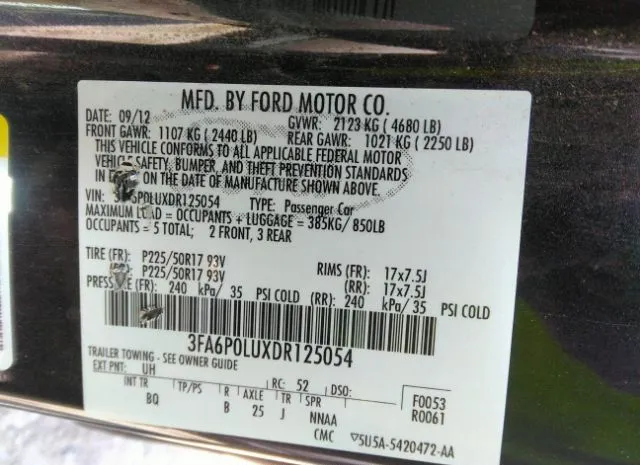 MFD. BY FORD MOTOR CO.
DATE: 09/12 GVWR: 2123 KG ( 4680 LB)
FRONT GAWR: 1107 KG ( 2440 LB) REAR GAWR: 1021 KG ( 2250 LB)
THIS VEHICLE CONFORMS TO ALL APPLICABLE FEDERAL MOTOR
VEHICLE SAFETY, BUMPER, AND THEFT PREVENTION STANDARDS
IN ON THE DATE OF MANUFACTURE SHOWN ABOVE.
VIN: 3FA6P0LUXDR125054 TYPE: Passenger Car
MAXIMUM LOAD = OCCUPANTS + LUGGAGE = 385KG/ 850LB
OCCUPANTS = 5 TOTAL; 2 FRONT, 3 REAR
TIRE (FR): P225/50R17 93V RIMS (FR): 17x7.5J
P225/50R17 93V (RR): 17x7.5J
PRESSURE (FR): 240 kPa/ 35 PSI COLD (RR): 240 kPa/ 35 PSI COLD
3FA6P0LUXDR125054
TRAILER TOWING - SEE OWNER GUIDE
EXT PNT: UH RC: 52 DSO: F0053
INT TR TP/PS R AXLE TR SPR R0061
BQ B 25 J NNAA
CMC 5U5A-5420472-AA